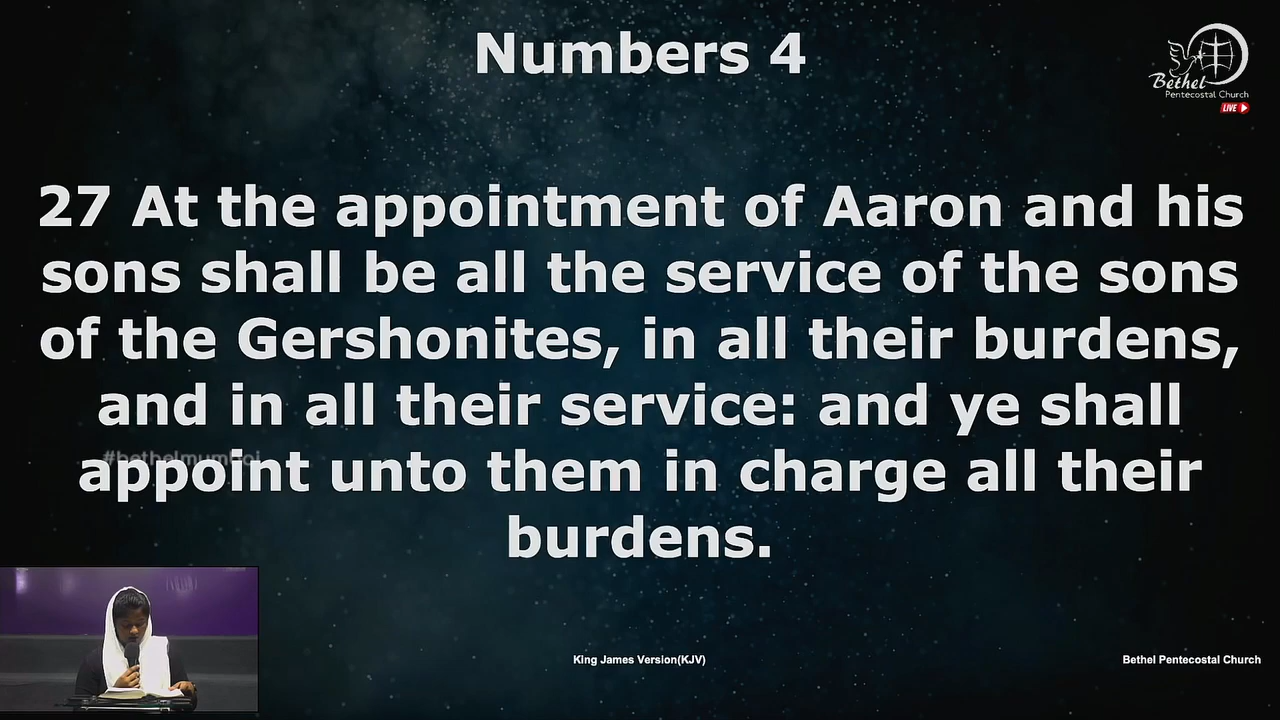 Numbers 4
Bethel
Pentecostal Church
LIVE
27 At the appointment of Aaron and his
sons shall be all the service of the sons
of the Gershonites, in all their burdens,
and in all their service: and ye shall
#bethelmumbai
appoint unto them in charge all their
burdens.
King James Version(KJV)
Bethel Pentecostal Church